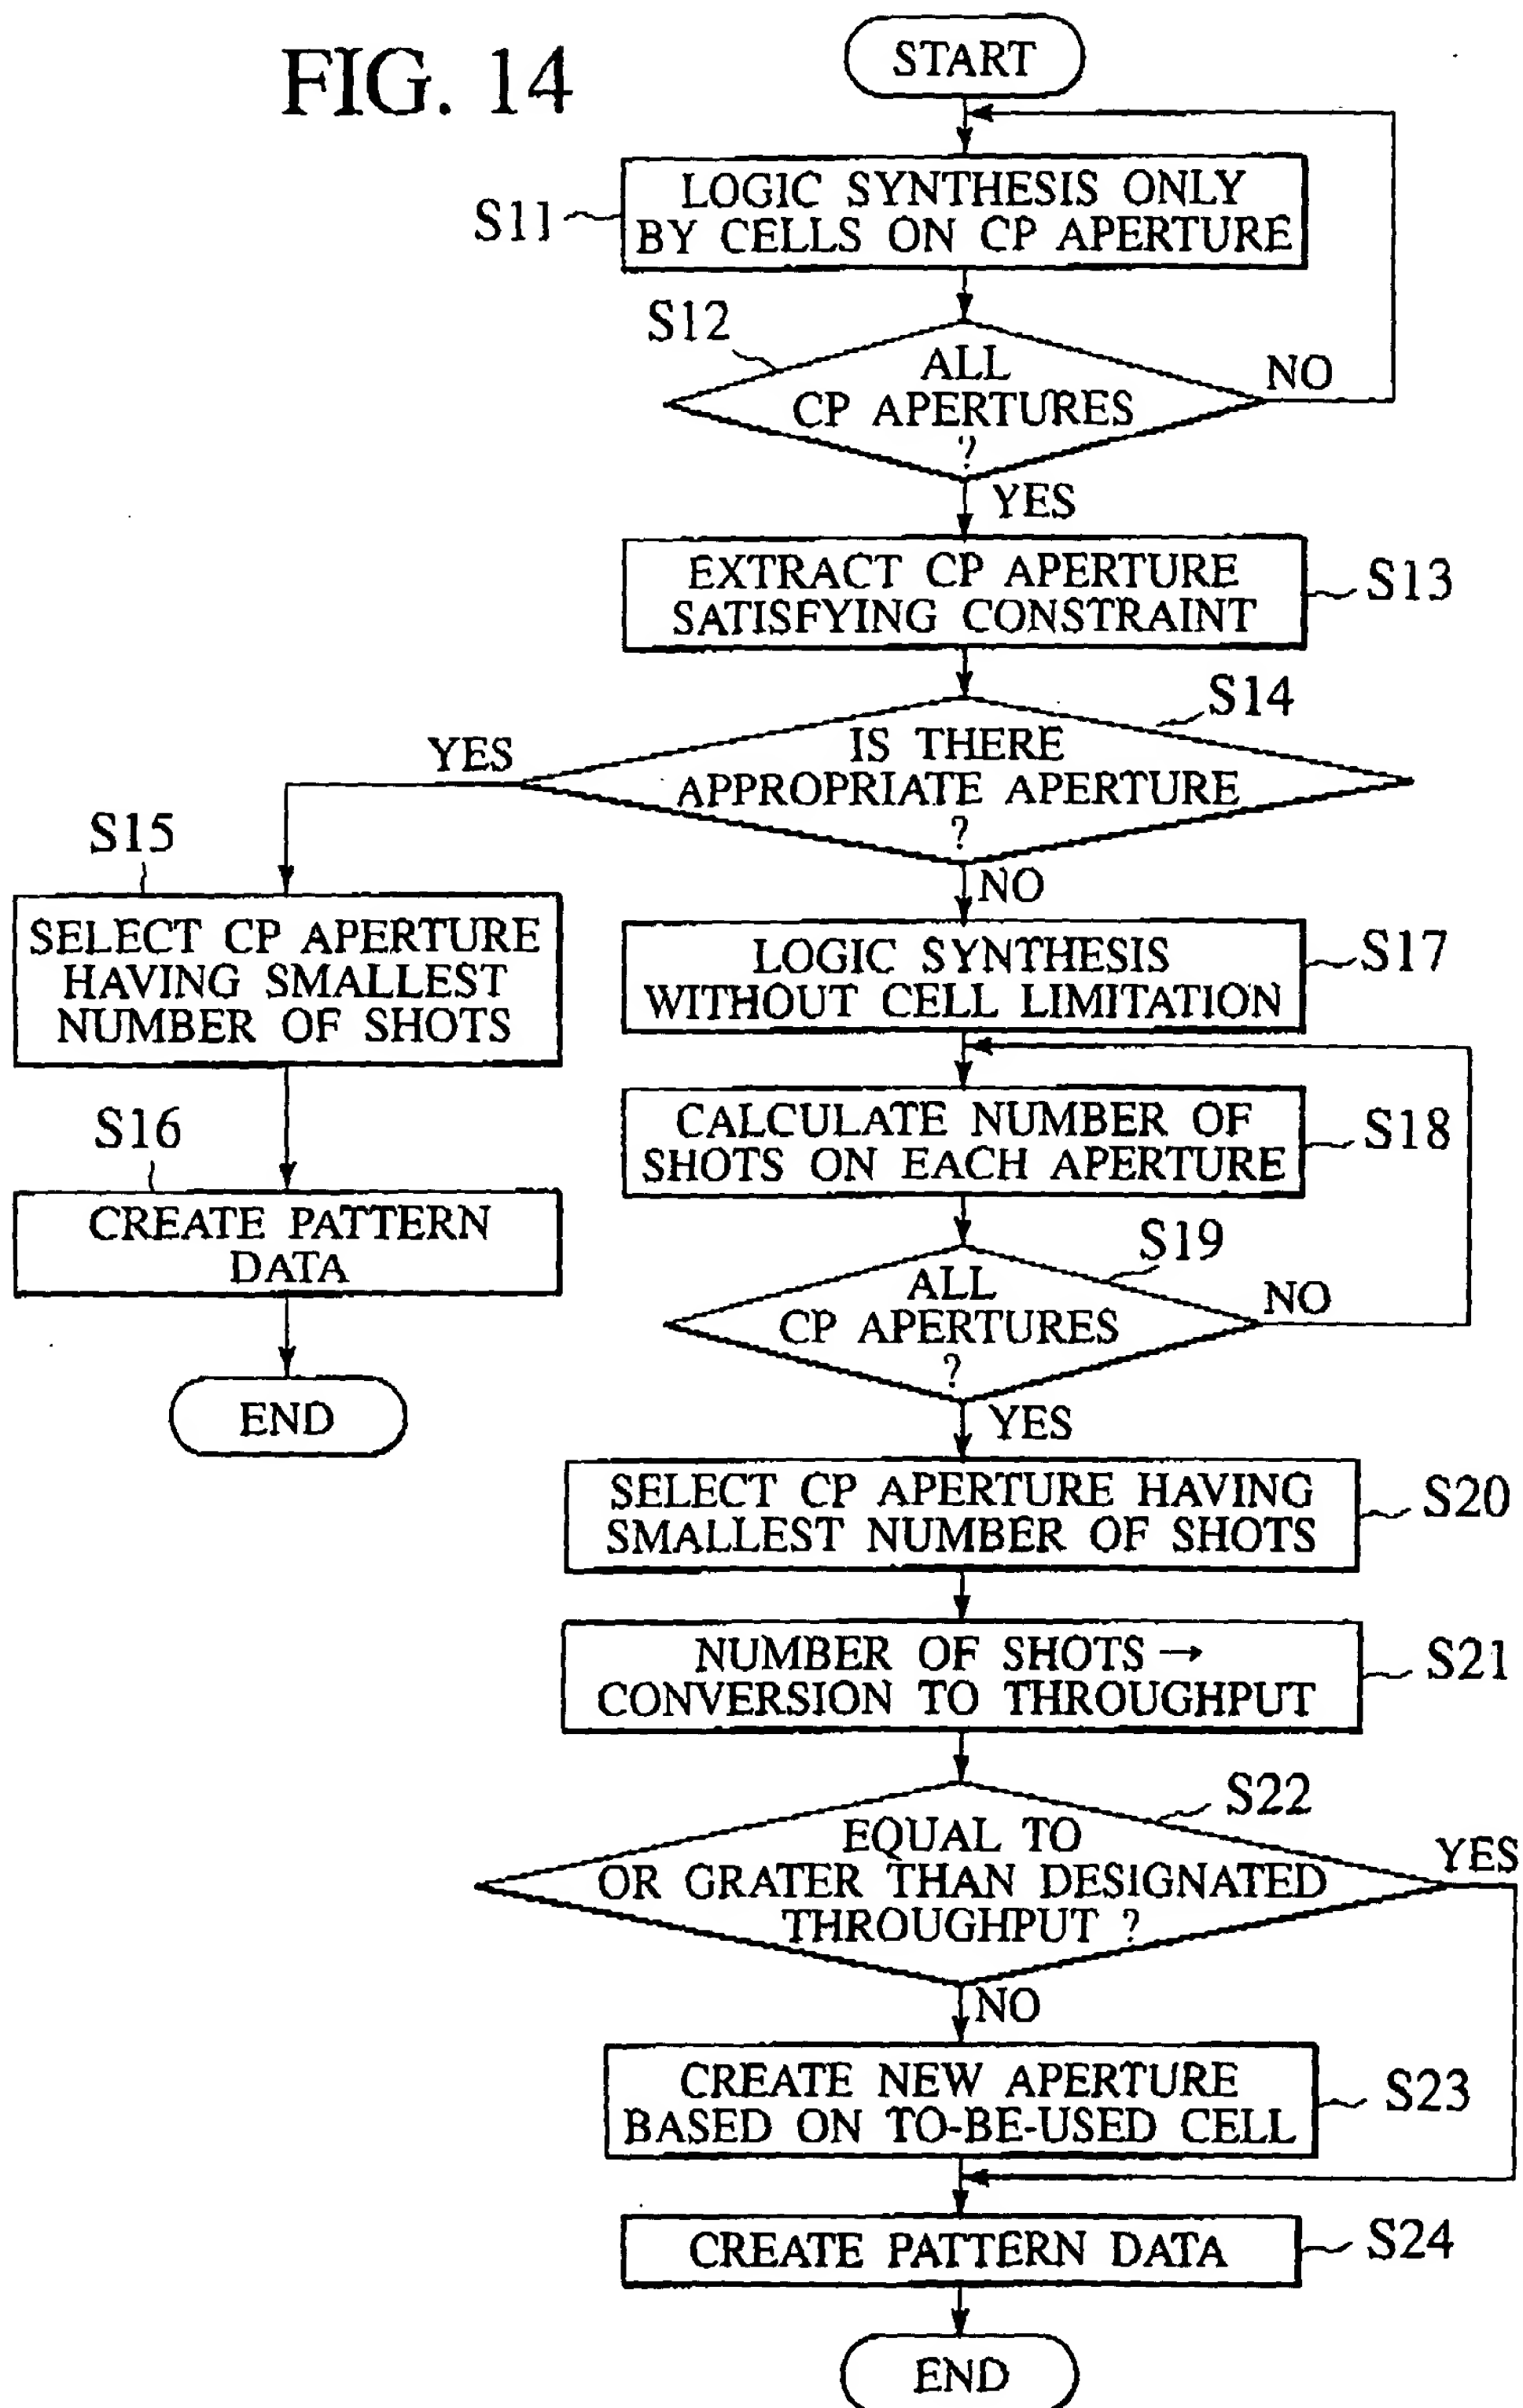 FIG. 14
START
S11
LOGIC SYNTHESIS ONLY
BY CELLS ON CP APERTURE
S12
ALL
CP APERTURES
?
NO
YES
EXTRACT CP APERTURE
SATISFYING CONSTRAINT
S13
S14
IS THERE
APPROPRIATE APERTURE
?
YES
NO
S15
SELECT CP APERTURE
HAVING SMALLEST
NUMBER OF SHOTS
S16
CREATE PATTERN
DATA
END
LOGIC SYNTHESIS
WITHOUT CELL LIMITATION
S17
CALCULATE NUMBER OF
SHOTS ON EACH APERTURE
S18
S19
ALL
CP APERTURES
?
NO
YES
SELECT CP APERTURE HAVING
SMALLEST NUMBER OF SHOTS
S20
NUMBER OF SHOTS →
CONVERSION TO THROUGHPUT
S21
S22
EQUAL TO
OR GRATER THAN DESIGNATED
THROUGHPUT ?
YES
NO
CREATE NEW APERTURE
BASED ON TO-BE-USED CELL
S23
CREATE PATTERN DATA
S24
END